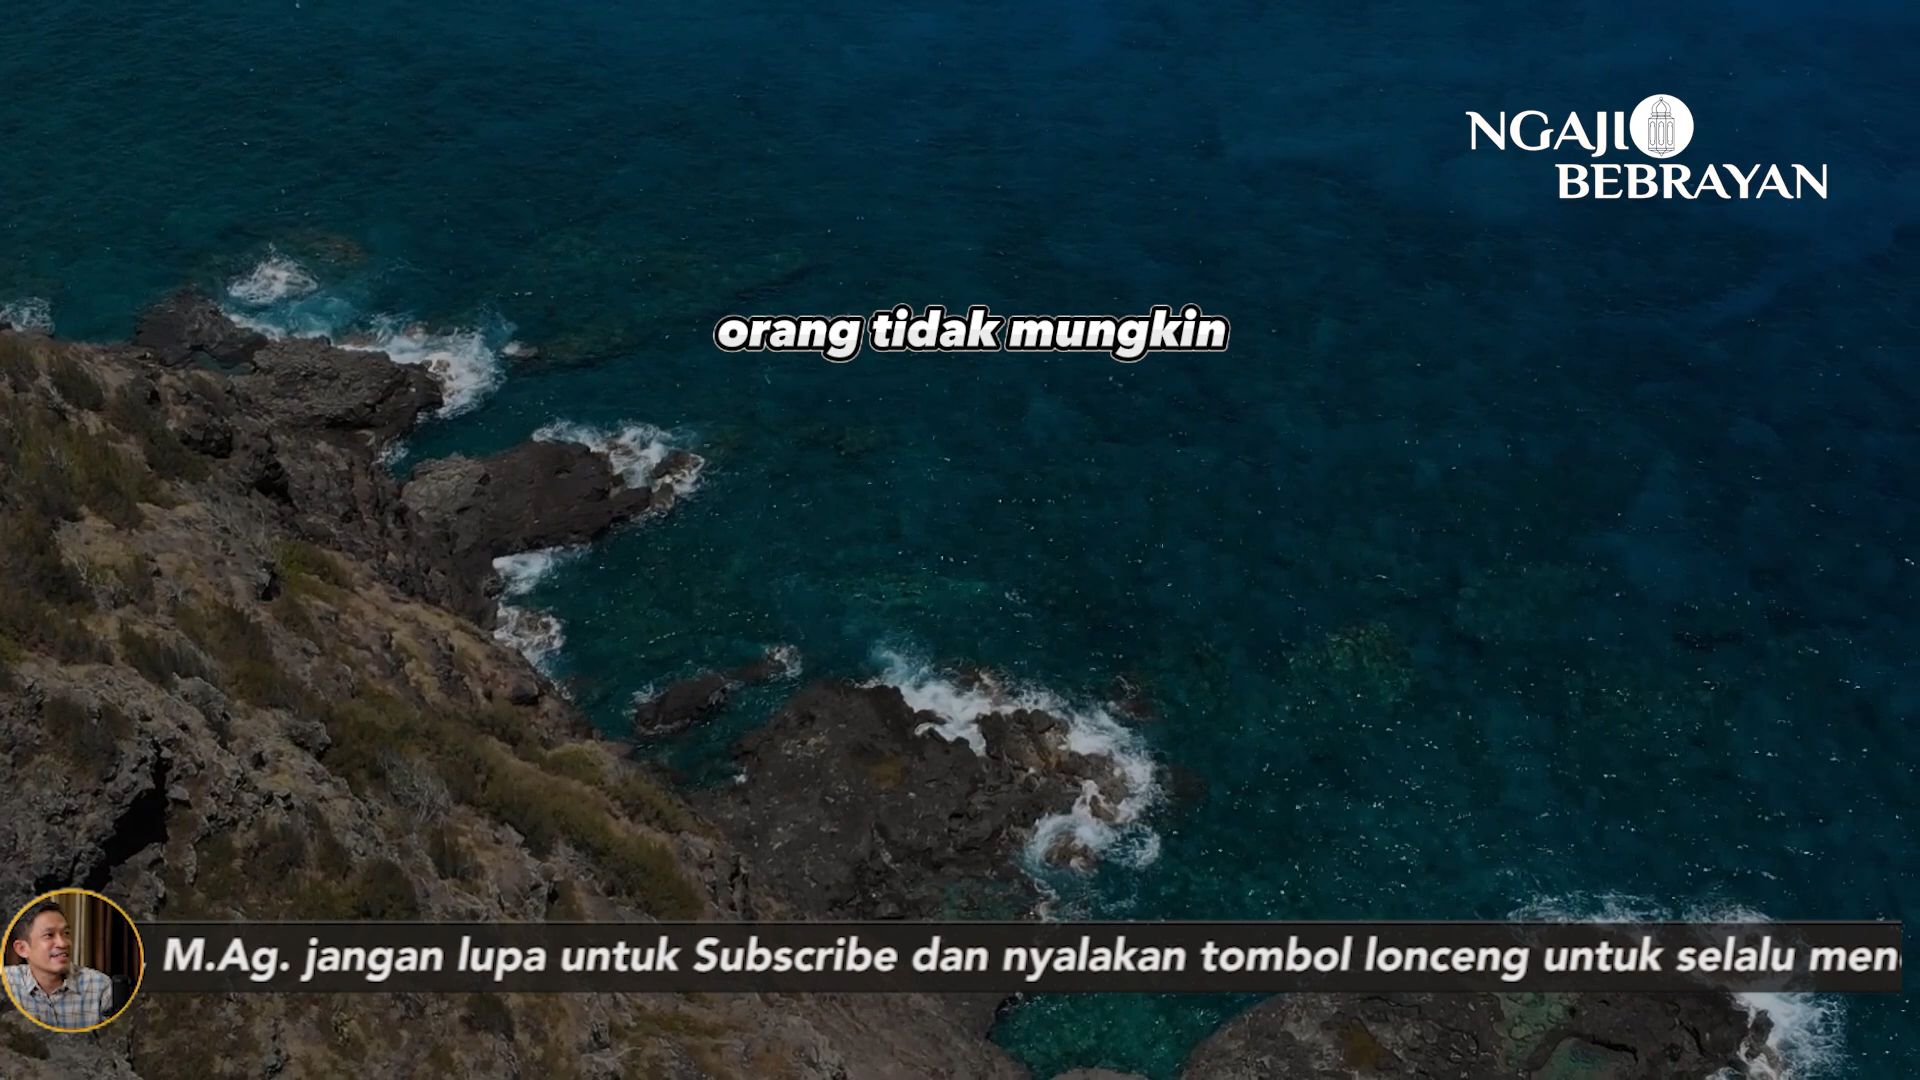 NGAJI
BEBRAYAN
orang tidak mungkin
M.Ag. jangan lupa untuk Subscribe dan nyalakan tombol lonceng untuk selalu men